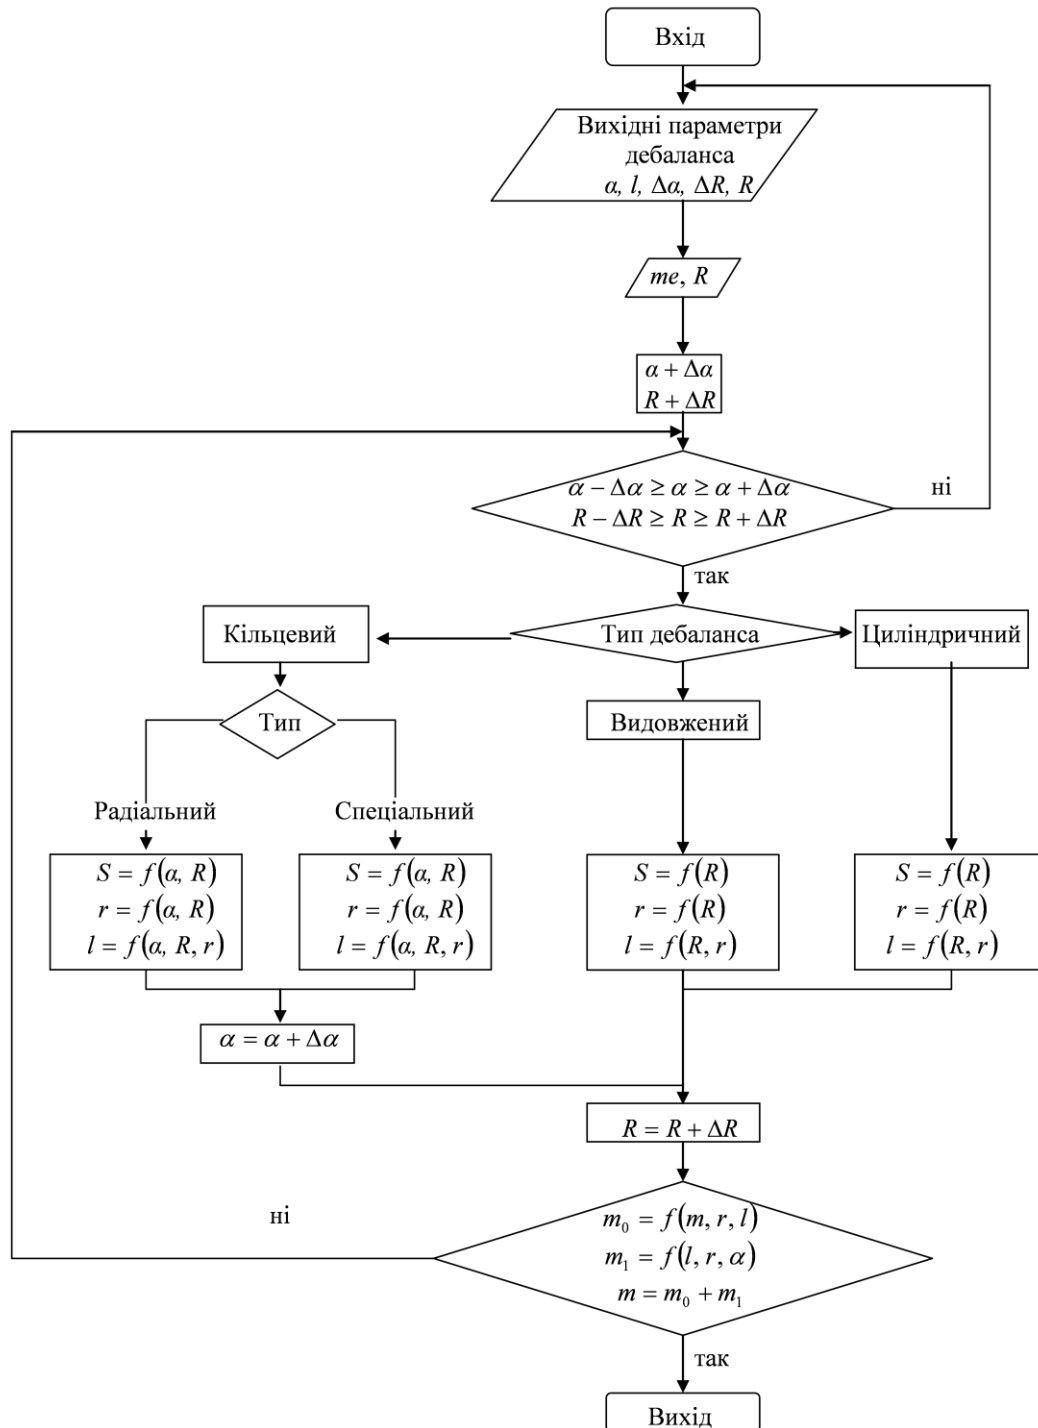 Вхід
Вихідні параметри
дебаланса
α, l, Δα, ΔR, R
me, R
α + Δα
R + ΔR
α − Δα ≥ α ≥ α + Δα
R − ΔR ≥ R ≥ R + ΔR
ні
так
Кільцевий
Тип дебаланса
Циліндричний
Тип
Видовжений
Радіальний
Спеціальний
S = f(α, R)
r = f(α, R)
l = f(α, R, r)
S = f(α, R)
r = f(α, R)
l = f(α, R, r)
S = f(R)
r = f(R)
l = f(R, r)
S = f(R)
r = f(R)
l = f(R, r)
α = α + Δα
R = R + ΔR
ні
m₀ = f(m, r, l)
m₁ = f(l, r, α)
m = m₀ + m₁
так
Вихід